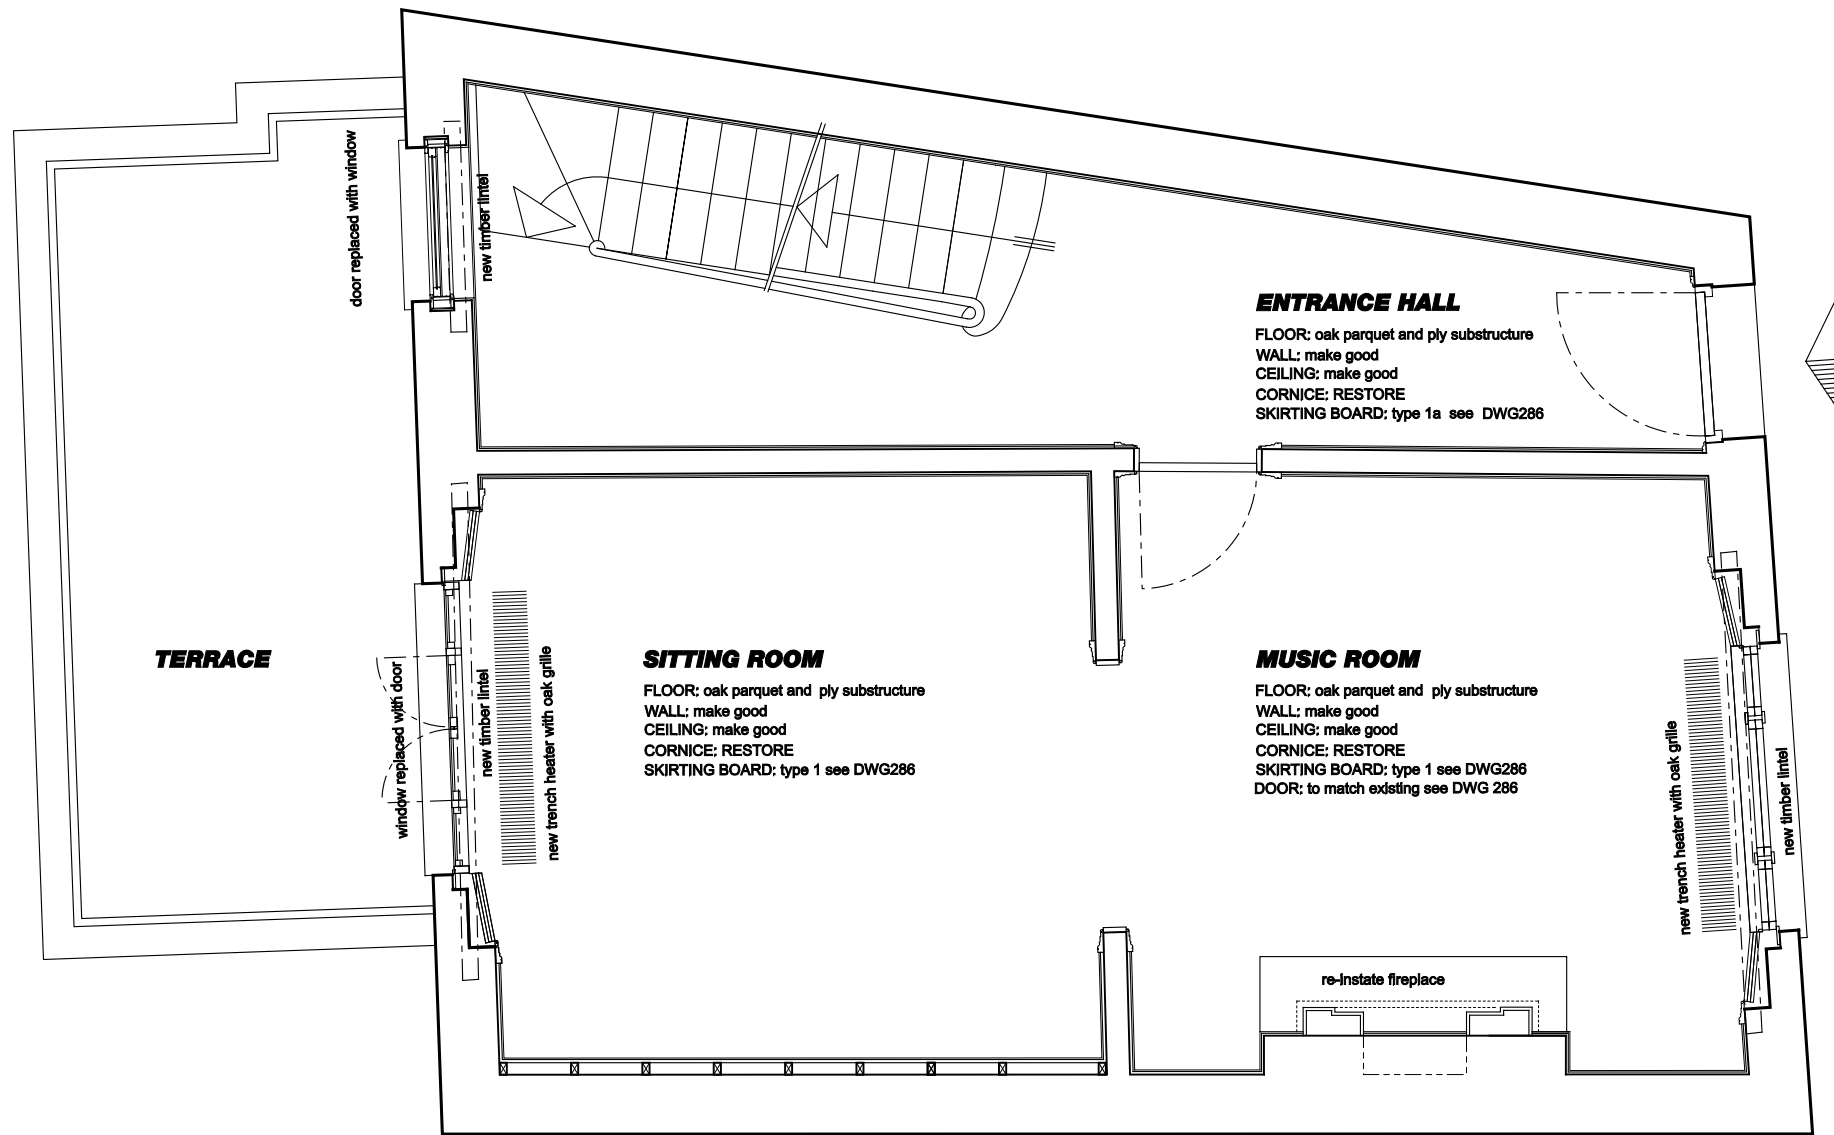 door replaced with window
new timber lintel
ENTRANCE HALL
FLOOR: oak parquet and ply substructure
WALL: make good
CEILING: make good
CORNICE: RESTORE
SKIRTING BOARD: type 1a see DWG286
TERRACE
window replaced with door
new timber lintel
new trench heater with oak grille
SITTING ROOM
FLOOR: oak parquet and ply substructure
WALL: make good
CEILING: make good
CORNICE: RESTORE
SKIRTING BOARD: type 1 see DWG286
MUSIC ROOM
FLOOR: oak parquet and ply substructure
WALL: make good
CEILING: make good
CORNICE: RESTORE
SKIRTING BOARD: type 1 see DWG286
DOOR: to match existing see DWG 286
new trench heater with oak grille
new timber lintel
re-instate fireplace